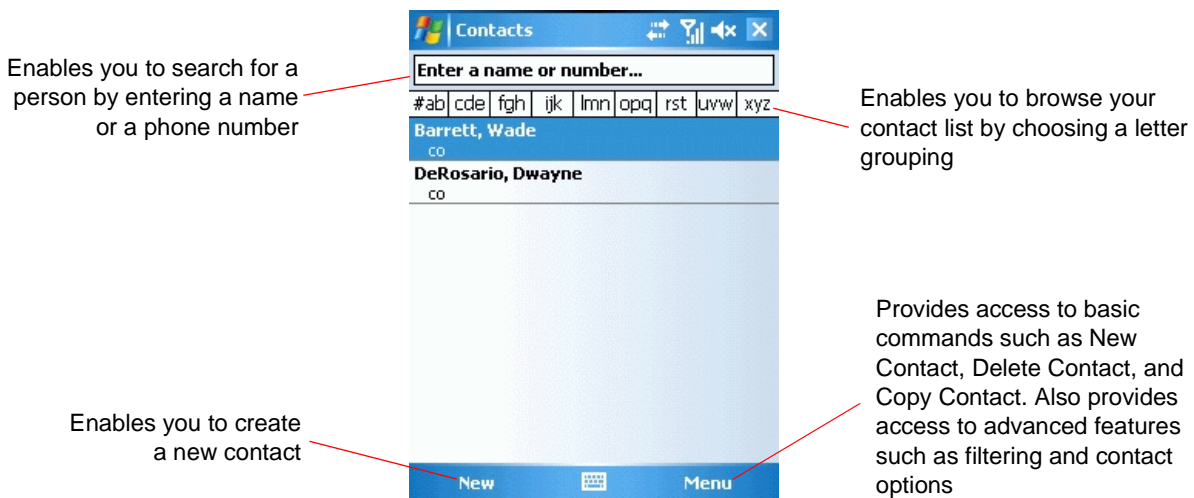 Contacts
Enter a name or number...
#ab cde fgh ijk lmn opq rst uvw xyz
Barrett, Wade
co
DeRosario, Dwayne
co
New Menu
Enables you to search for a
person by entering a name
or a phone number
Enables you to browse your
contact list by choosing a letter
grouping
Enables you to create
a new contact
Provides access to basic
commands such as New
Contact, Delete Contact, and
Copy Contact. Also provides
access to advanced features
such as filtering and contact
options